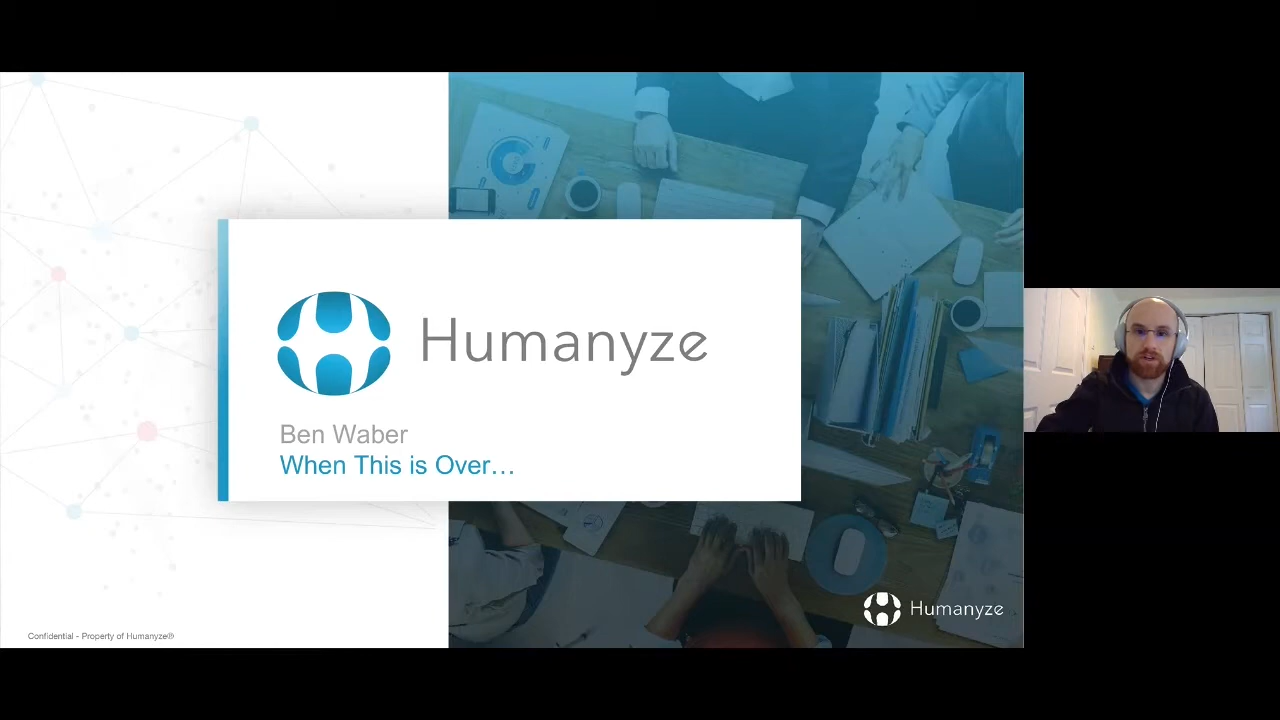 Humanyze
Ben Waber
When This is Over...
Humanyze
Confidential - Property of Humanyze®